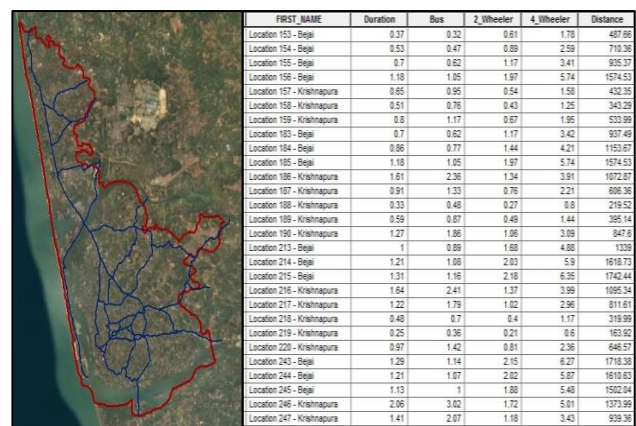 FIRST_NAME Duration Bus 2_Wheeler 4_Wheeler Distance
Location 153 - Bejai 0.37 0.32 0.61 1.78 487.66
Location 154 - Bejai 0.53 0.47 0.89 2.59 710.36
Location 155 - Bejai 0.7 0.62 1.17 3.41 935.37
Location 156 - Bejai 1.18 1.05 1.97 5.74 1574.53
Location 157 - Krishnapura 0.65 0.95 0.54 1.58 432.35
Location 158 - Krishnapura 0.51 0.76 0.43 1.25 343.29
Location 159 - Krishnapura 0.8 1.17 0.67 1.95 533.99
Location 183 - Bejai 0.7 0.62 1.17 3.42 937.49
Location 184 - Bejai 0.86 0.77 1.44 4.21 1153.67
Location 185 - Bejai 1.18 1.05 1.97 5.74 1574.53
Location 186 - Krishnapura 1.61 2.36 1.34 3.91 1072.87
Location 187 - Krishnapura 0.91 1.33 0.76 2.21 606.36
Location 188 - Krishnapura 0.33 0.48 0.27 0.8 219.52
Location 189 - Krishnapura 0.59 0.87 0.49 1.44 395.14
Location 190 - Krishnapura 1.27 1.86 1.06 3.09 847.6
Location 213 - Bejai 1 0.89 1.68 4.88 1339
Location 214 - Bejai 1.21 1.08 2.03 5.9 1618.73
Location 215 - Bejai 1.31 1.16 2.18 6.35 1742.44
Location 216 - Krishnapura 1.64 2.41 1.37 3.99 1095.34
Location 217 - Krishnapura 1.22 1.79 1.02 2.96 811.61
Location 218 - Krishnapura 0.48 0.7 0.4 1.17 319.99
Location 219 - Krishnapura 0.25 0.36 0.21 0.6 163.92
Location 220 - Krishnapura 0.97 1.42 0.81 2.36 646.57
Location 243 - Bejai 1.29 1.14 2.15 6.27 1718.38
Location 244 - Bejai 1.21 1.07 2.02 5.87 1610.63
Location 245 - Bejai 1.13 1 1.88 5.48 1502.04
Location 246 - Krishnapura 2.06 3.02 1.72 5.01 1373.99
Location 247 - Krishnapura 1.41 2.07 1.18 3.43 939.36